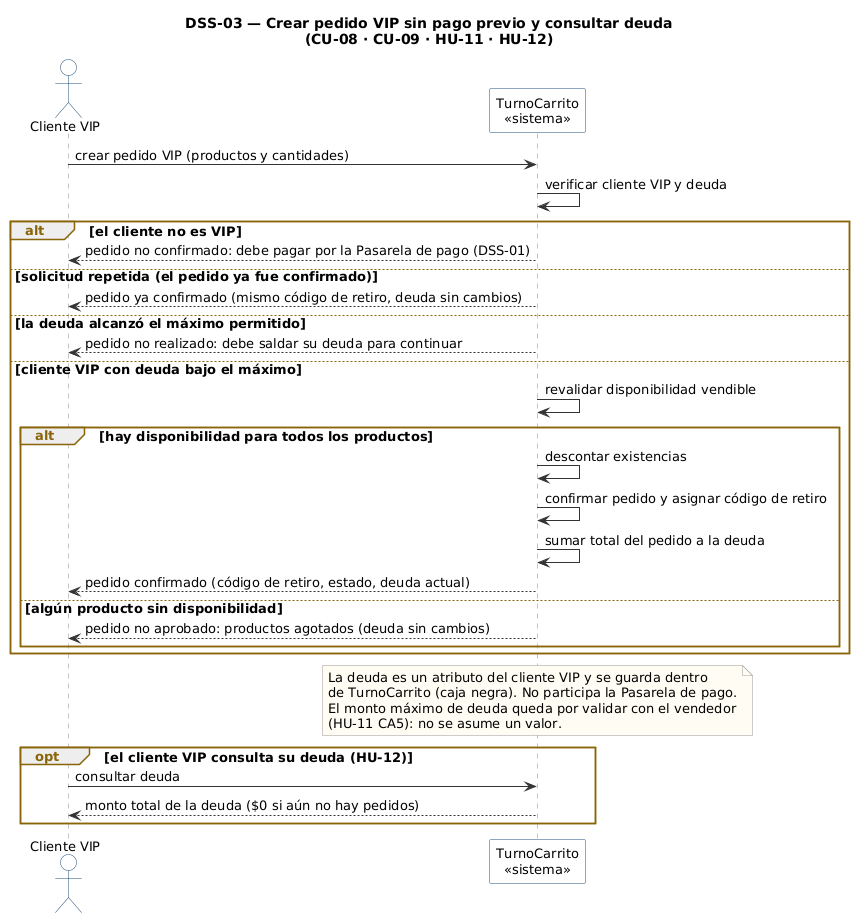 DSS-03 — Crear pedido VIP sin pago previo y consultar deuda
(CU-08 · CU-09 · HU-11 · HU-12)
Cliente VIP
TurnoCarrito
«sistema»
crear pedido VIP (productos y cantidades)
verificar cliente VIP y deuda
alt [el cliente no es VIP]
pedido no confirmado: debe pagar por la Pasarela de pago (DSS-01)
[solicitud repetida (el pedido ya fue confirmado)]
pedido ya confirmado (mismo código de retiro, deuda sin cambios)
[la deuda alcanzó el máximo permitido]
pedido no realizado: debe saldar su deuda para continuar
[cliente VIP con deuda bajo el máximo]
revalidar disponibilidad vendible
alt [hay disponibilidad para todos los productos]
descontar existencias
confirmar pedido y asignar código de retiro
sumar total del pedido a la deuda
pedido confirmado (código de retiro, estado, deuda actual)
[algún producto sin disponibilidad]
pedido no aprobado: productos agotados (deuda sin cambios)
La deuda es un atributo del cliente VIP y se guarda dentro
de TurnoCarrito (caja negra). No participa la Pasarela de pago.
El monto máximo de deuda queda por validar con el vendedor
(HU-11 CA5): no se asume un valor.
opt [el cliente VIP consulta su deuda (HU-12)]
consultar deuda
monto total de la deuda ($0 si aún no hay pedidos)
Cliente VIP
TurnoCarrito
«sistema»